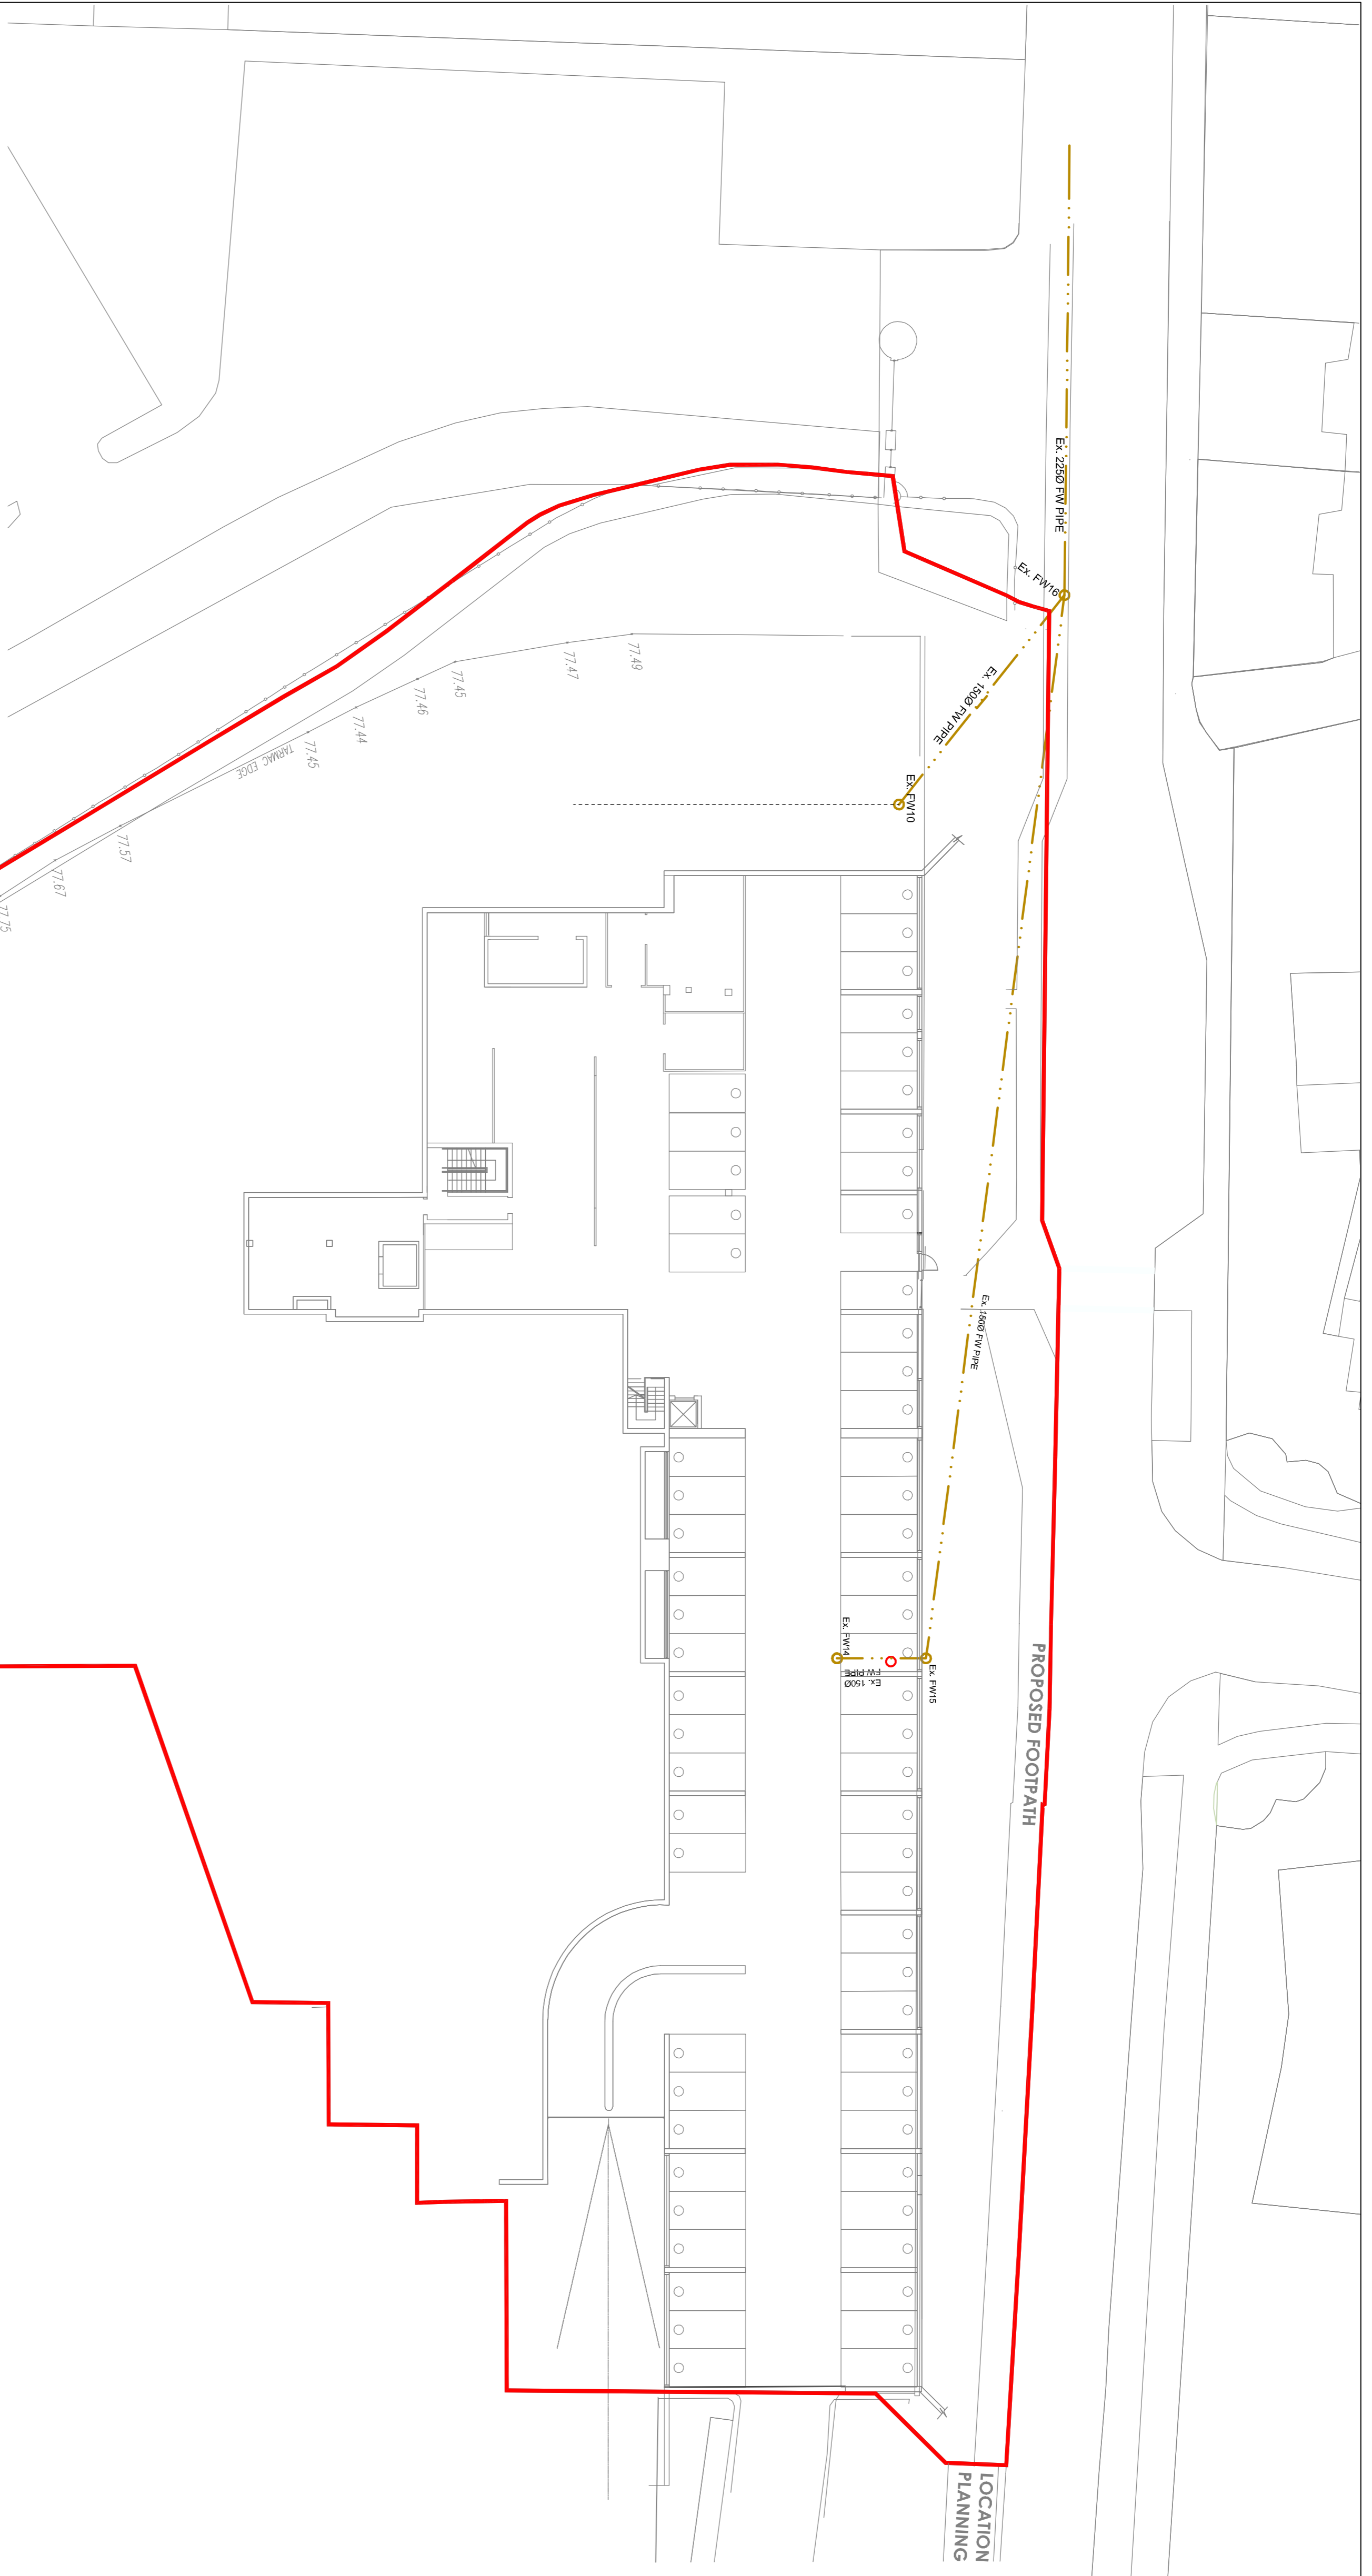 Ex. 225Ø FW PIPE
Ex. FW16
Ex. 150Ø FW PIPE
Ex. FW10
77.49
77.47
77.45
77.46
77.44
77.45
TARMAC EDGE
77.57
77.67
77.75
Ex. 150Ø FW PIPE
Ex. FW14
Ex. 150Ø
FW PIPE
Ex. FW15
PROPOSED FOOTPATH
LOCATION
PLANNING